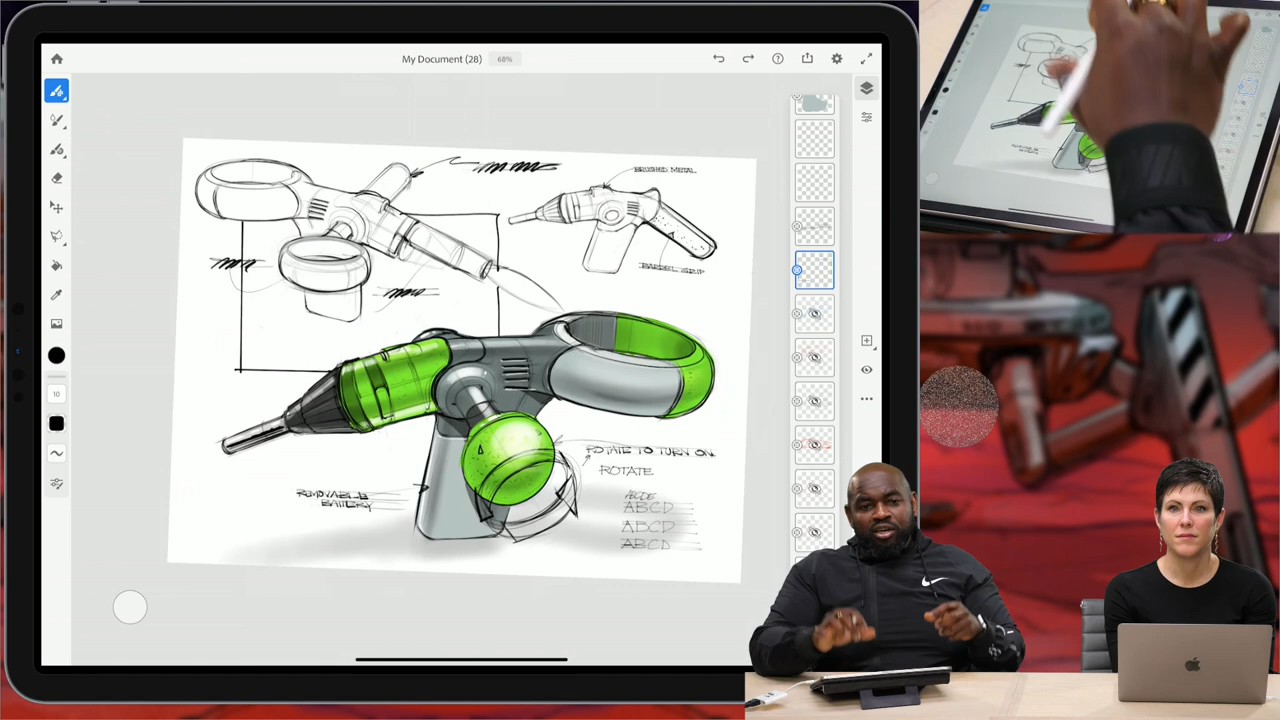 My Document (28) 68%
BRUSHED METAL
BARREL GRIP
10
ROTATE TO TURN ON
ROTATE
REMOVABLE
BATTERY
ABCDE
ABCD
ABCD
ABCD